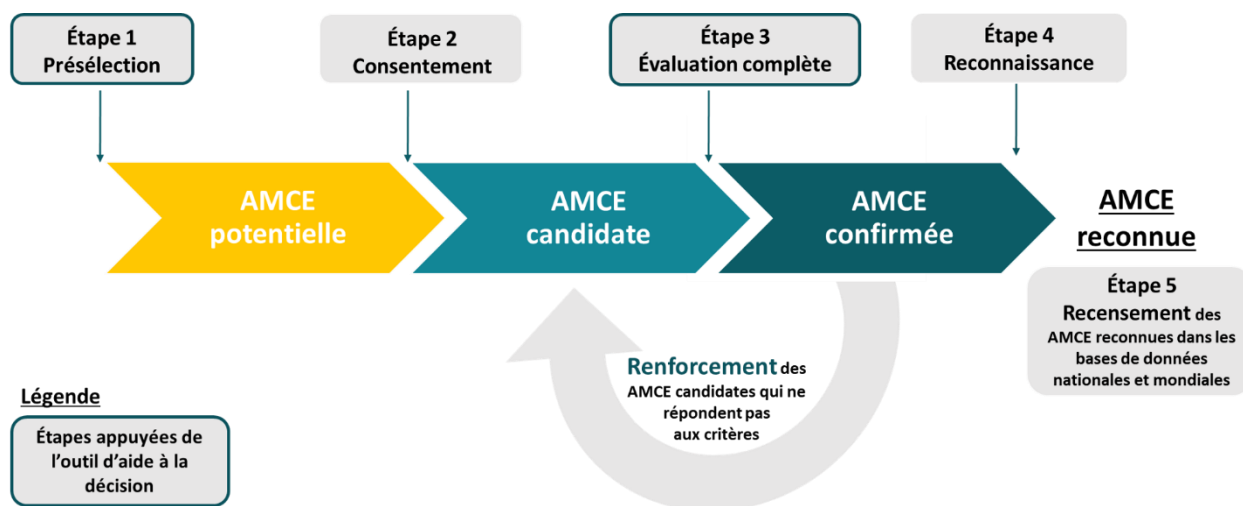 Étape 1
Présélection
Étape 2
Consentement
Étape 3
Évaluation complète
Étape 4
Reconnaissance
AMCE
potentielle
AMCE
candidate
AMCE
confirmée
AMCE
reconnue
Étape 5
Recensement des
AMCE reconnues dans les
bases de données
nationales et mondiales
Renforcement des
AMCE candidates qui ne
répondent pas
aux critères
Légende
Étapes appuyées de
l'outil d'aide à la
décision